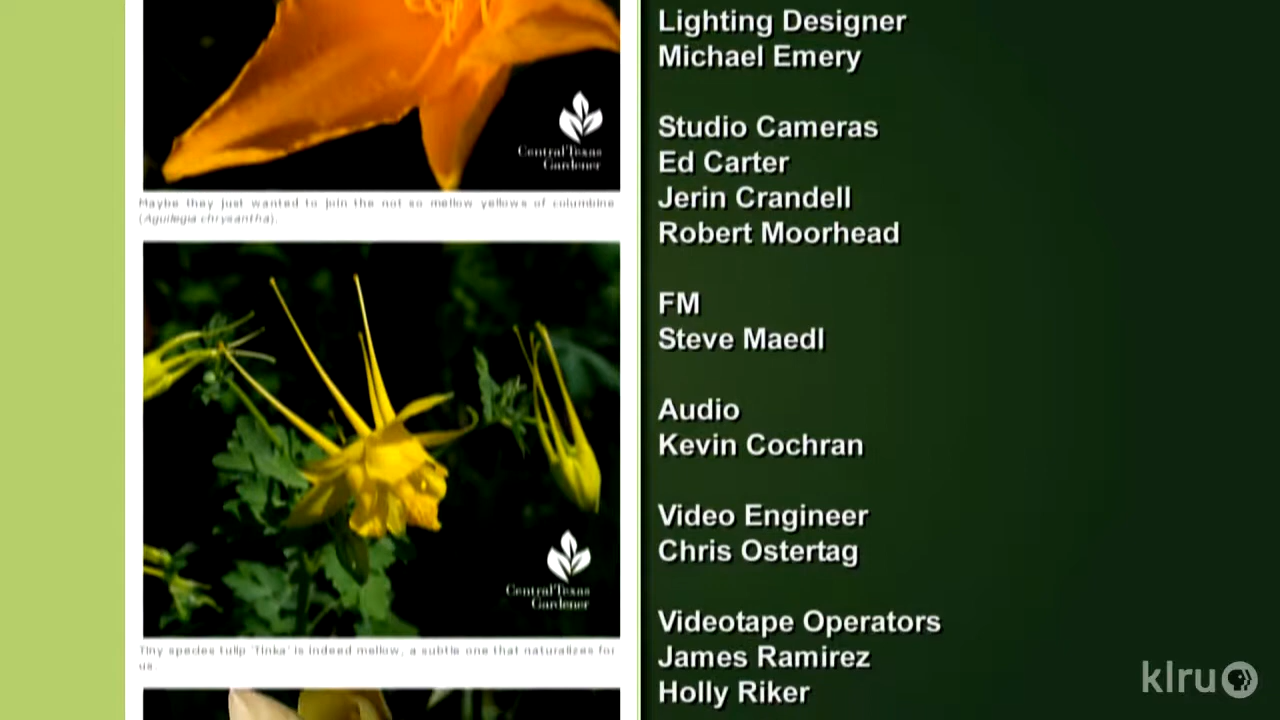 Central Texas
Gardener
Maybe they just wanted to join the not so mellow yellows of columbine
(Aquilegia chrysantha).
Central Texas
Gardener
Tiny species tulip 'Tinka' is indeed mellow, a subtle one that naturalizes for
us.
Lighting Designer
Michael Emery
Studio Cameras
Ed Carter
Jerin Crandell
Robert Moorhead
FM
Steve Maedl
Audio
Kevin Cochran
Video Engineer
Chris Ostertag
Videotape Operators
James Ramirez
Holly Riker
klru
PBS